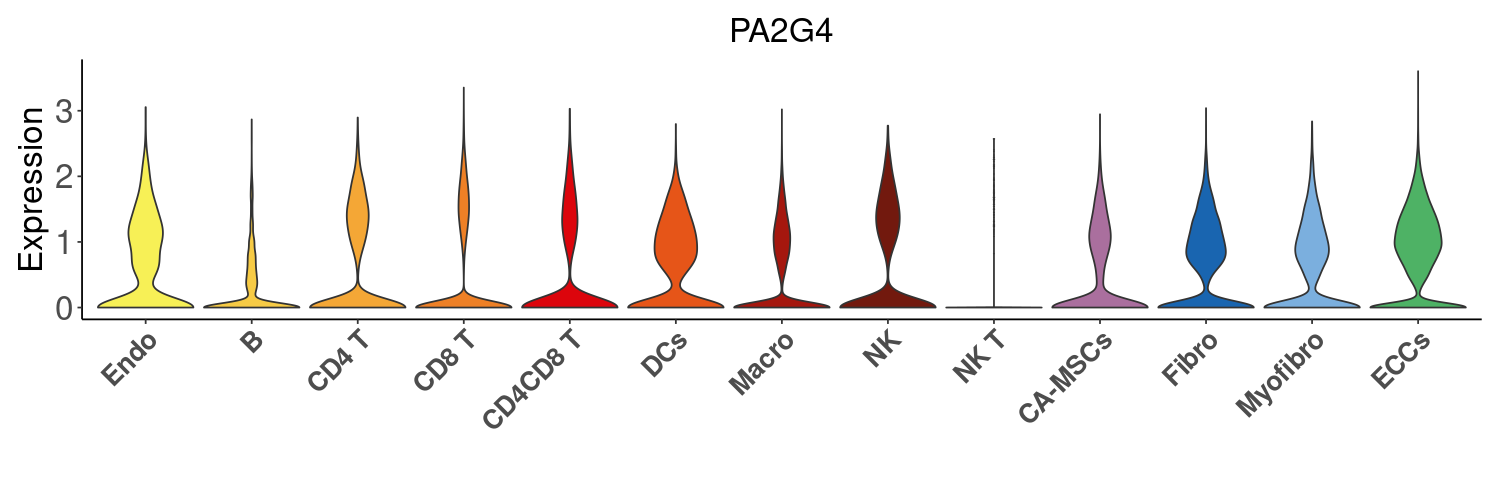 PA2G4
Expression
3
2
1
0
Endo
B
CD4 T
CD8 T
CD4CD8 T
DCs
Macro
NK
NK T
CA-MSCs
Fibro
Myofibro
ECCs